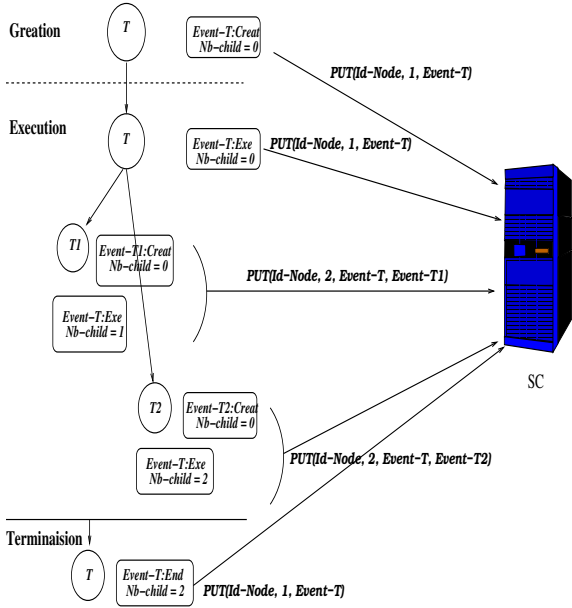 Greation
T
Event-T:Creat
Nb-child = 0
PUT(Id-Node, 1, Event-T)
Execution
T
Event-T:Exe
Nb-child = 0
PUT(Id-Node, 1, Event-T)
T1
Event-T1:Creat
Nb-child = 0
PUT(Id-Node, 2, Event-T, Event-T1)
Event-T:Exe
Nb-child = 1
SC
T2
Event-T2:Creat
Nb-child = 0
Event-T:Exe
Nb-child = 2
PUT(Id-Node, 2, Event-T, Event-T2)
Terminaision
T
Event-T:End
Nb-child = 2
PUT(Id-Node, 1, Event-T)